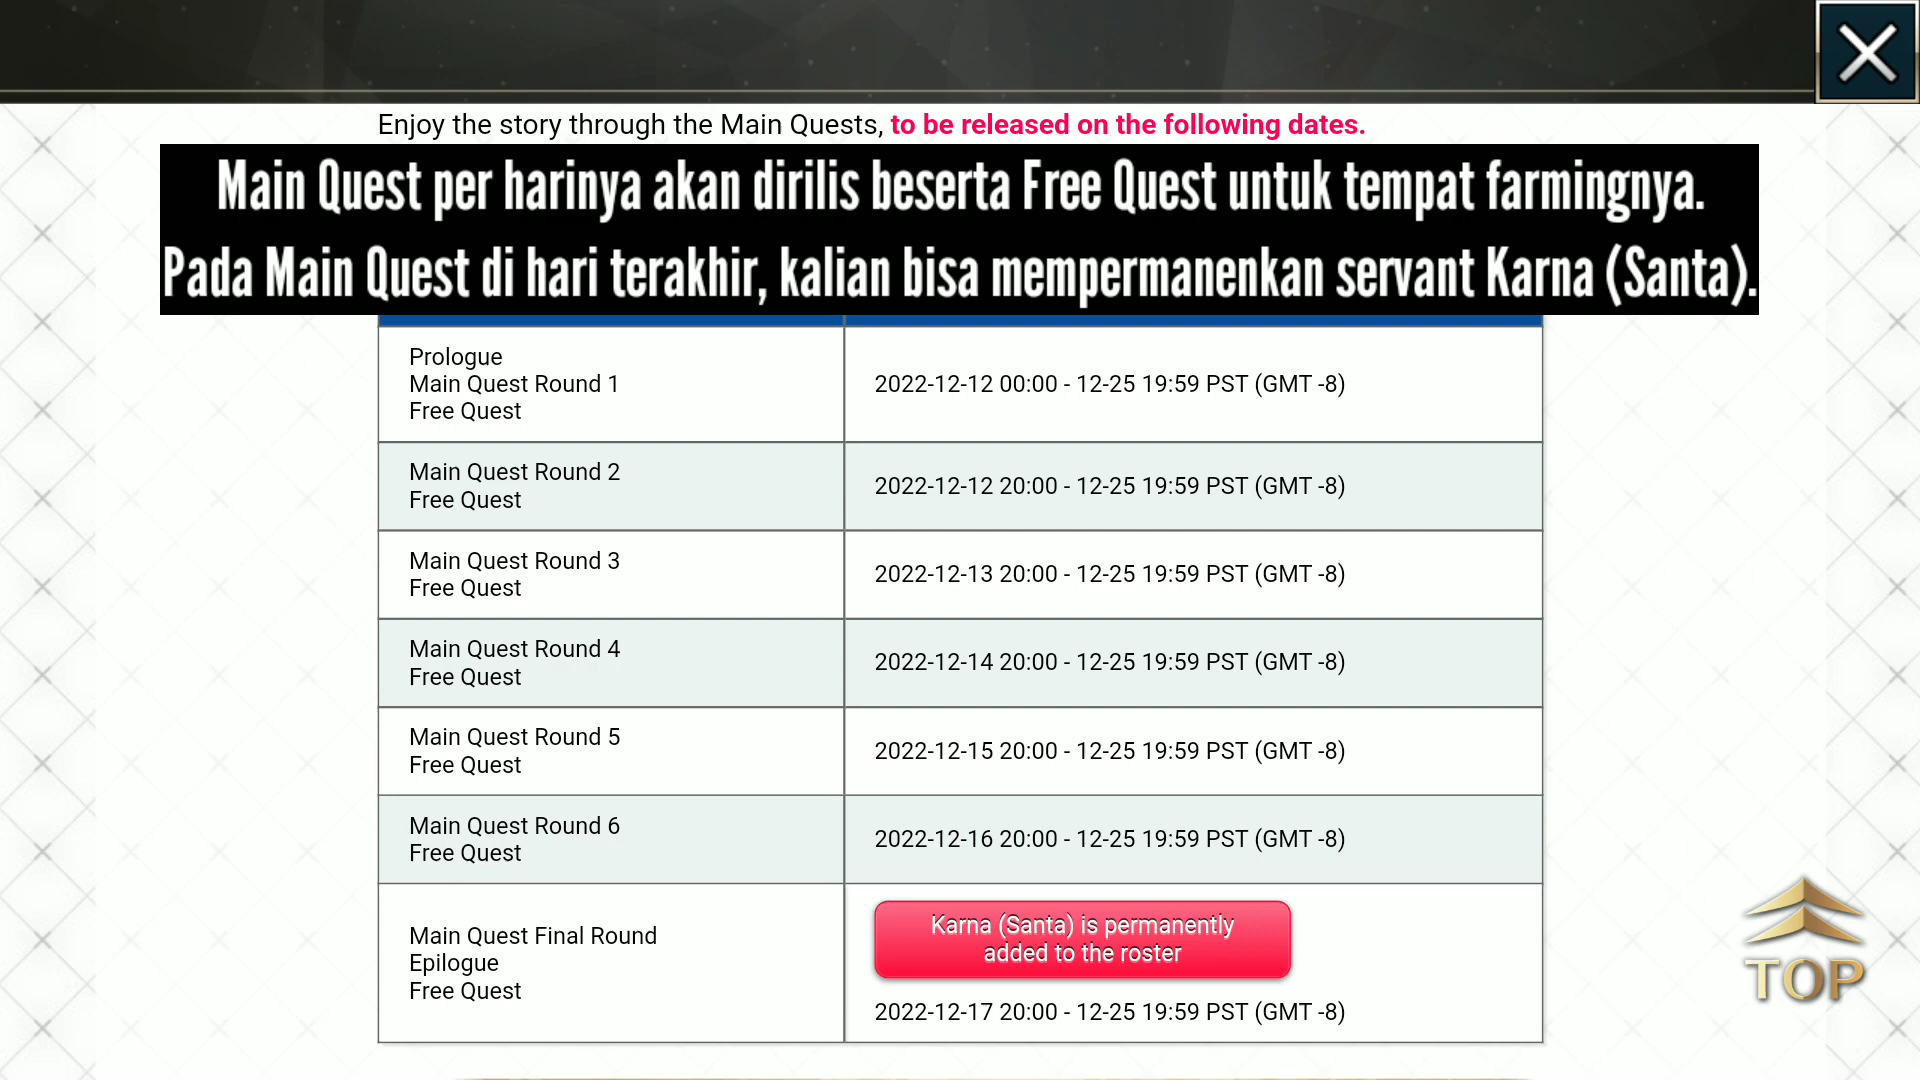 Enjoy the story through the Main Quests, to be released on the following dates.
Main Quest per harinya akan dirilis beserta Free Quest untuk tempat farmingnya.
Pada Main Quest di hari terakhir, kalian bisa mempermanenkan servant Karna (Santa).
Prologue
Main Quest Round 1
Free Quest
2022-12-12 00:00 - 12-25 19:59 PST (GMT -8)
Main Quest Round 2
Free Quest
2022-12-12 20:00 - 12-25 19:59 PST (GMT -8)
Main Quest Round 3
Free Quest
2022-12-13 20:00 - 12-25 19:59 PST (GMT -8)
Main Quest Round 4
Free Quest
2022-12-14 20:00 - 12-25 19:59 PST (GMT -8)
Main Quest Round 5
Free Quest
2022-12-15 20:00 - 12-25 19:59 PST (GMT -8)
Main Quest Round 6
Free Quest
2022-12-16 20:00 - 12-25 19:59 PST (GMT -8)
Main Quest Final Round
Epilogue
Free Quest
Karna (Santa) is permanently
added to the roster
2022-12-17 20:00 - 12-25 19:59 PST (GMT -8)
TOP